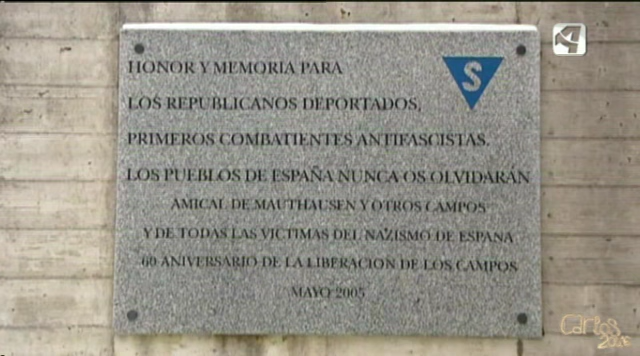 HONOR Y MEMORIA PARA
LOS REPUBLICANOS DEPORTADOS,
PRIMEROS COMBATIENTES ANTIFASCISTAS.
LOS PUEBLOS DE ESPAÑA NUNCA OS OLVIDARÁN
AMICAL DE MAUTHAUSEN Y OTROS CAMPOS
Y DE TODAS LAS VICTIMAS DEL NAZISMO DE ESPAÑA
60 ANIVERSARIO DE LA LIBERACION DE LOS CAMPOS
MAYO 2005
S
Carlos